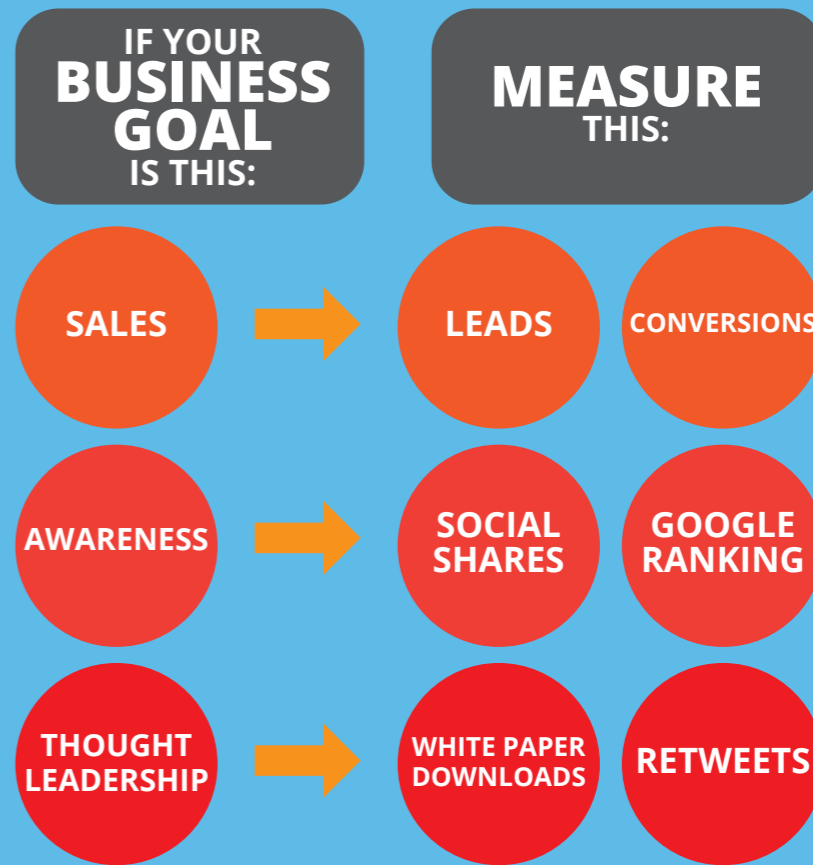 IF YOUR
BUSINESS
GOAL
IS THIS:
MEASURE
THIS:
SALES
LEADS
CONVERSIONS
AWARENESS
SOCIAL
SHARES
GOOGLE
RANKING
THOUGHT
LEADERSHIP
WHITE PAPER
DOWNLOADS
RETWEETS